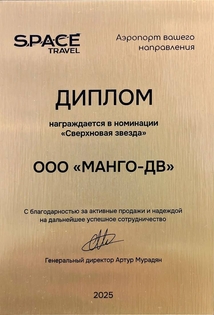 SPACE
TRAVEL
Аэропорт вашего
направления
ДИПЛОМ
награждается в номинации
«Сверхновая звезда»
ООО «МАНГО-ДВ»
С благодарностью за активные продажи и надеждой
на дальнейшее успешное сотрудничество
Генеральный директор Артур Мурадян
2025